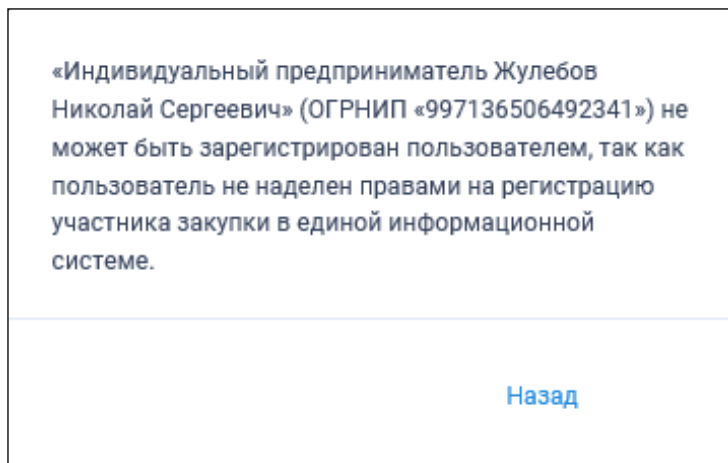 «Индивидуальный предприниматель Жулебов
Николай Сергеевич» (ОГРНИП «997136506492341») не
может быть зарегистрирован пользователем, так как
пользователь не наделен правами на регистрацию
участника закупки в единой информационной
системе.
Назад